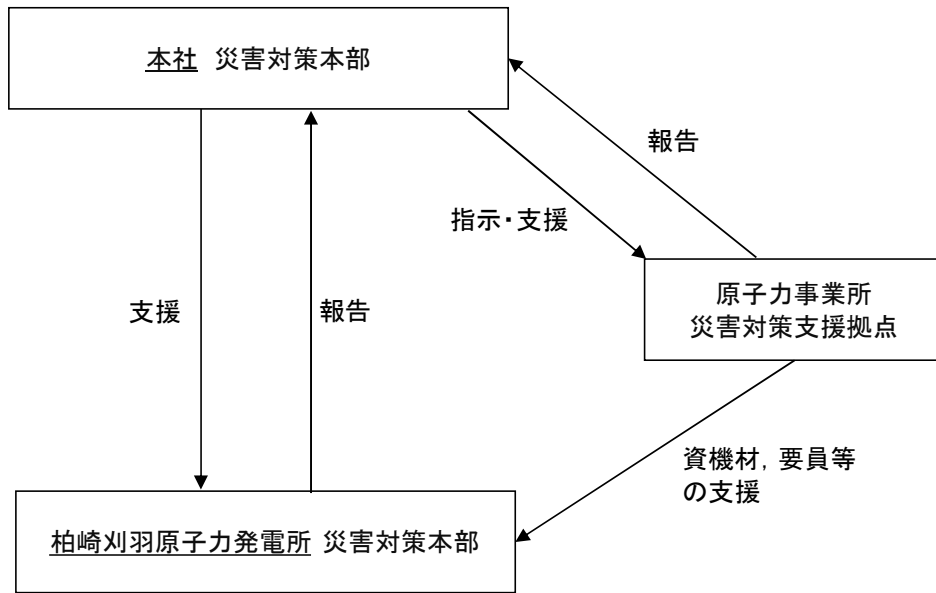 本社 災害対策本部
報告
指示・支援
原子力事業所
災害対策支援拠点
支援
報告
資機材，要員等
の支援
柏崎刈羽原子力発電所 災害対策本部